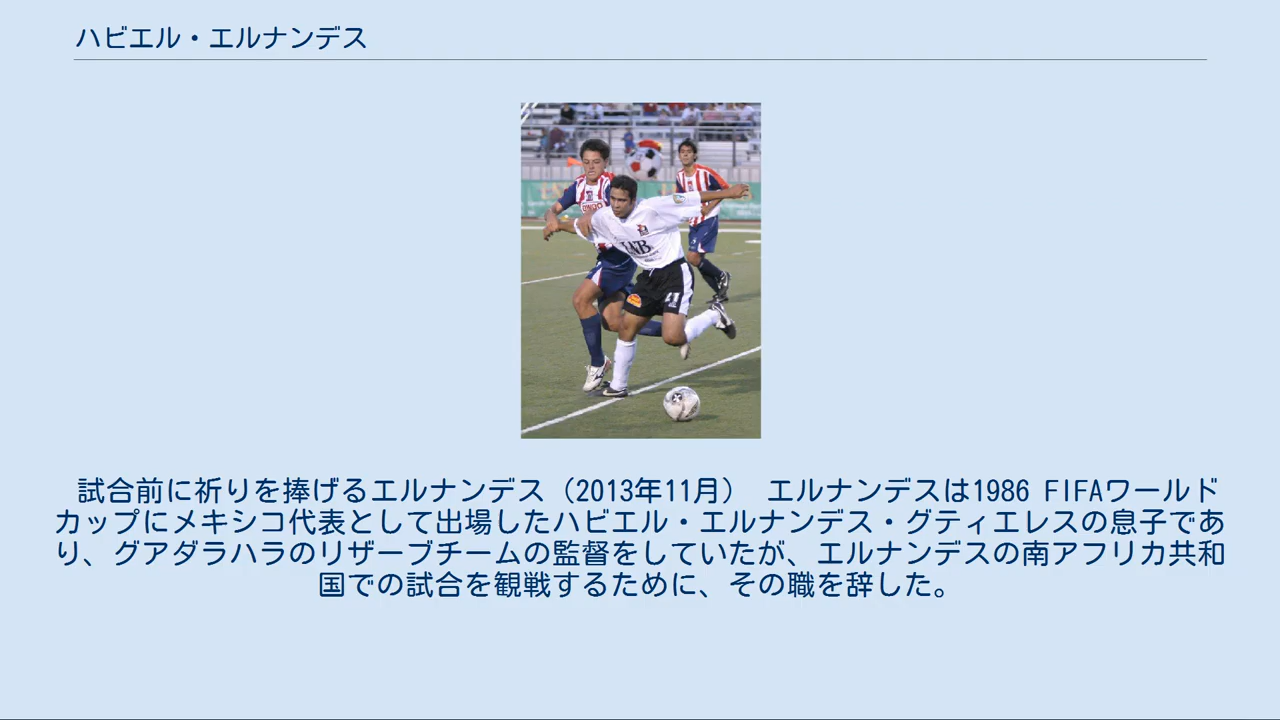 ハビエル・エルナンデス
試合前に祈りを捧げるエルナンデス（2013年11月） エルナンデスは1986 FIFAワールド
カップにメキシコ代表として出場したハビエル・エルナンデス・グティエレスの息子であ
り、グアダラハラのリザーブチームの監督をしていたが、エルナンデスの南アフリカ共和
国での試合を観戦するために、その職を辞した。